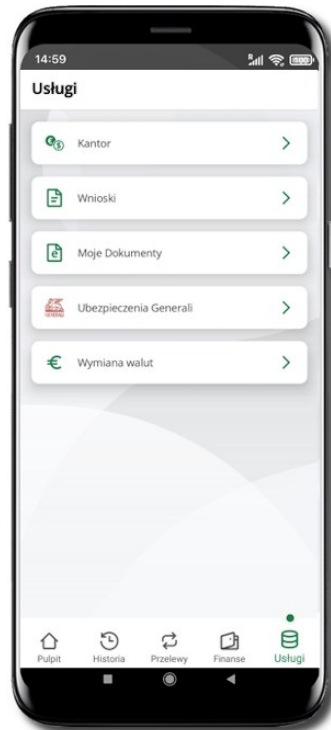 14:59
Usługi
Kantor
Wnioski
Moje Dokumenty
Ubezpieczenia Generali
Wymiana walut
Pulpit
Historia
Przelewy
Finanse
Usługi